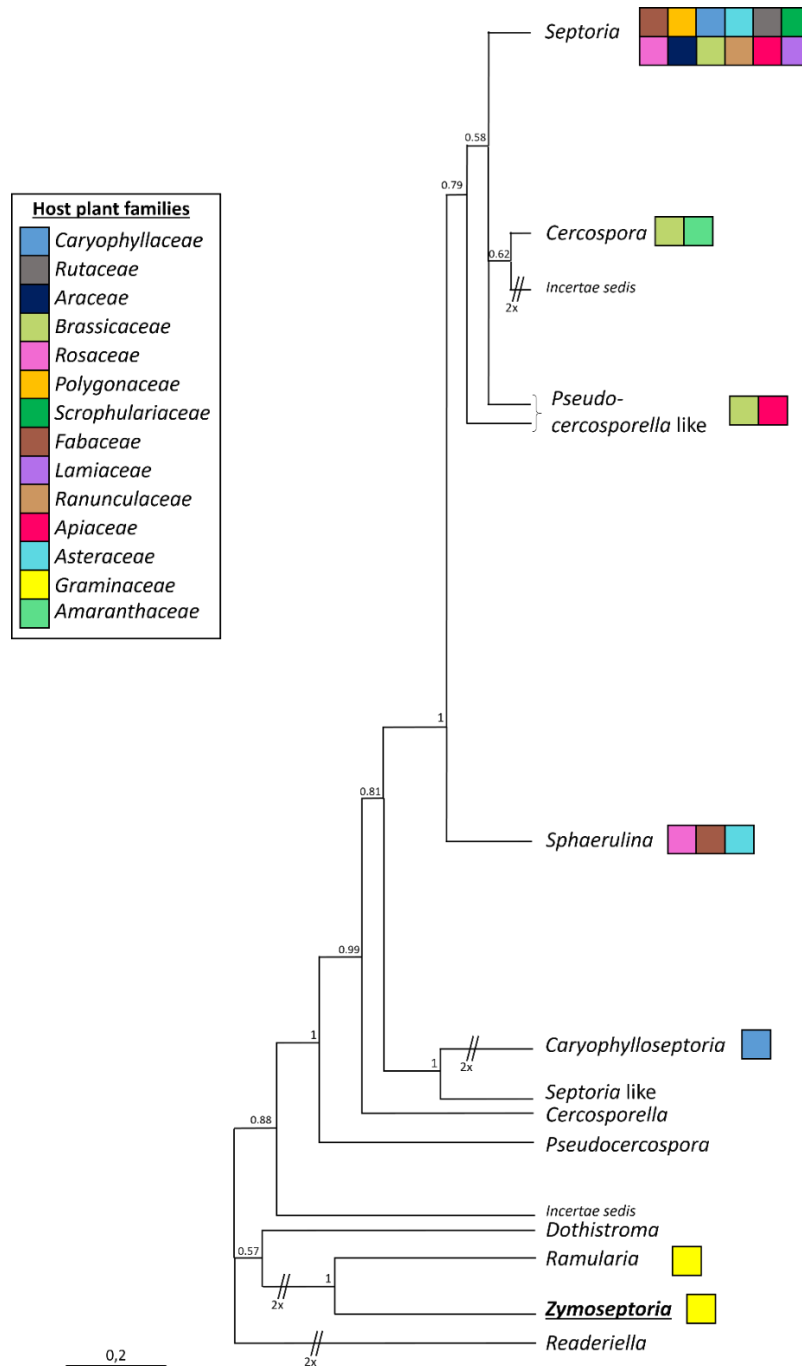 Septoria
0.58
0.79
Host plant families
Caryophyllaceae
Rutaceae
Araceae
Brassicaceae
Rosaceae
Polygonaceae
Scrophulariaceae
Fabaceae
Lamiaceae
Ranunculaceae
Apiaceae
Asteraceae
Graminaceae
Amaranthaceae
Cercospora
0.62
Incertae sedis
2x
Pseudo-
cercosporella like
1
0.81
Sphaerulina
0.99
Caryophylloseptoria
2x
1
Septoria like
Cercosporella
1
Pseudocercospora
0.88
Incertae sedis
Dothistroma
0.57
Ramularia
1
2x
Zymoseptoria
Readeriella
2x
0,2